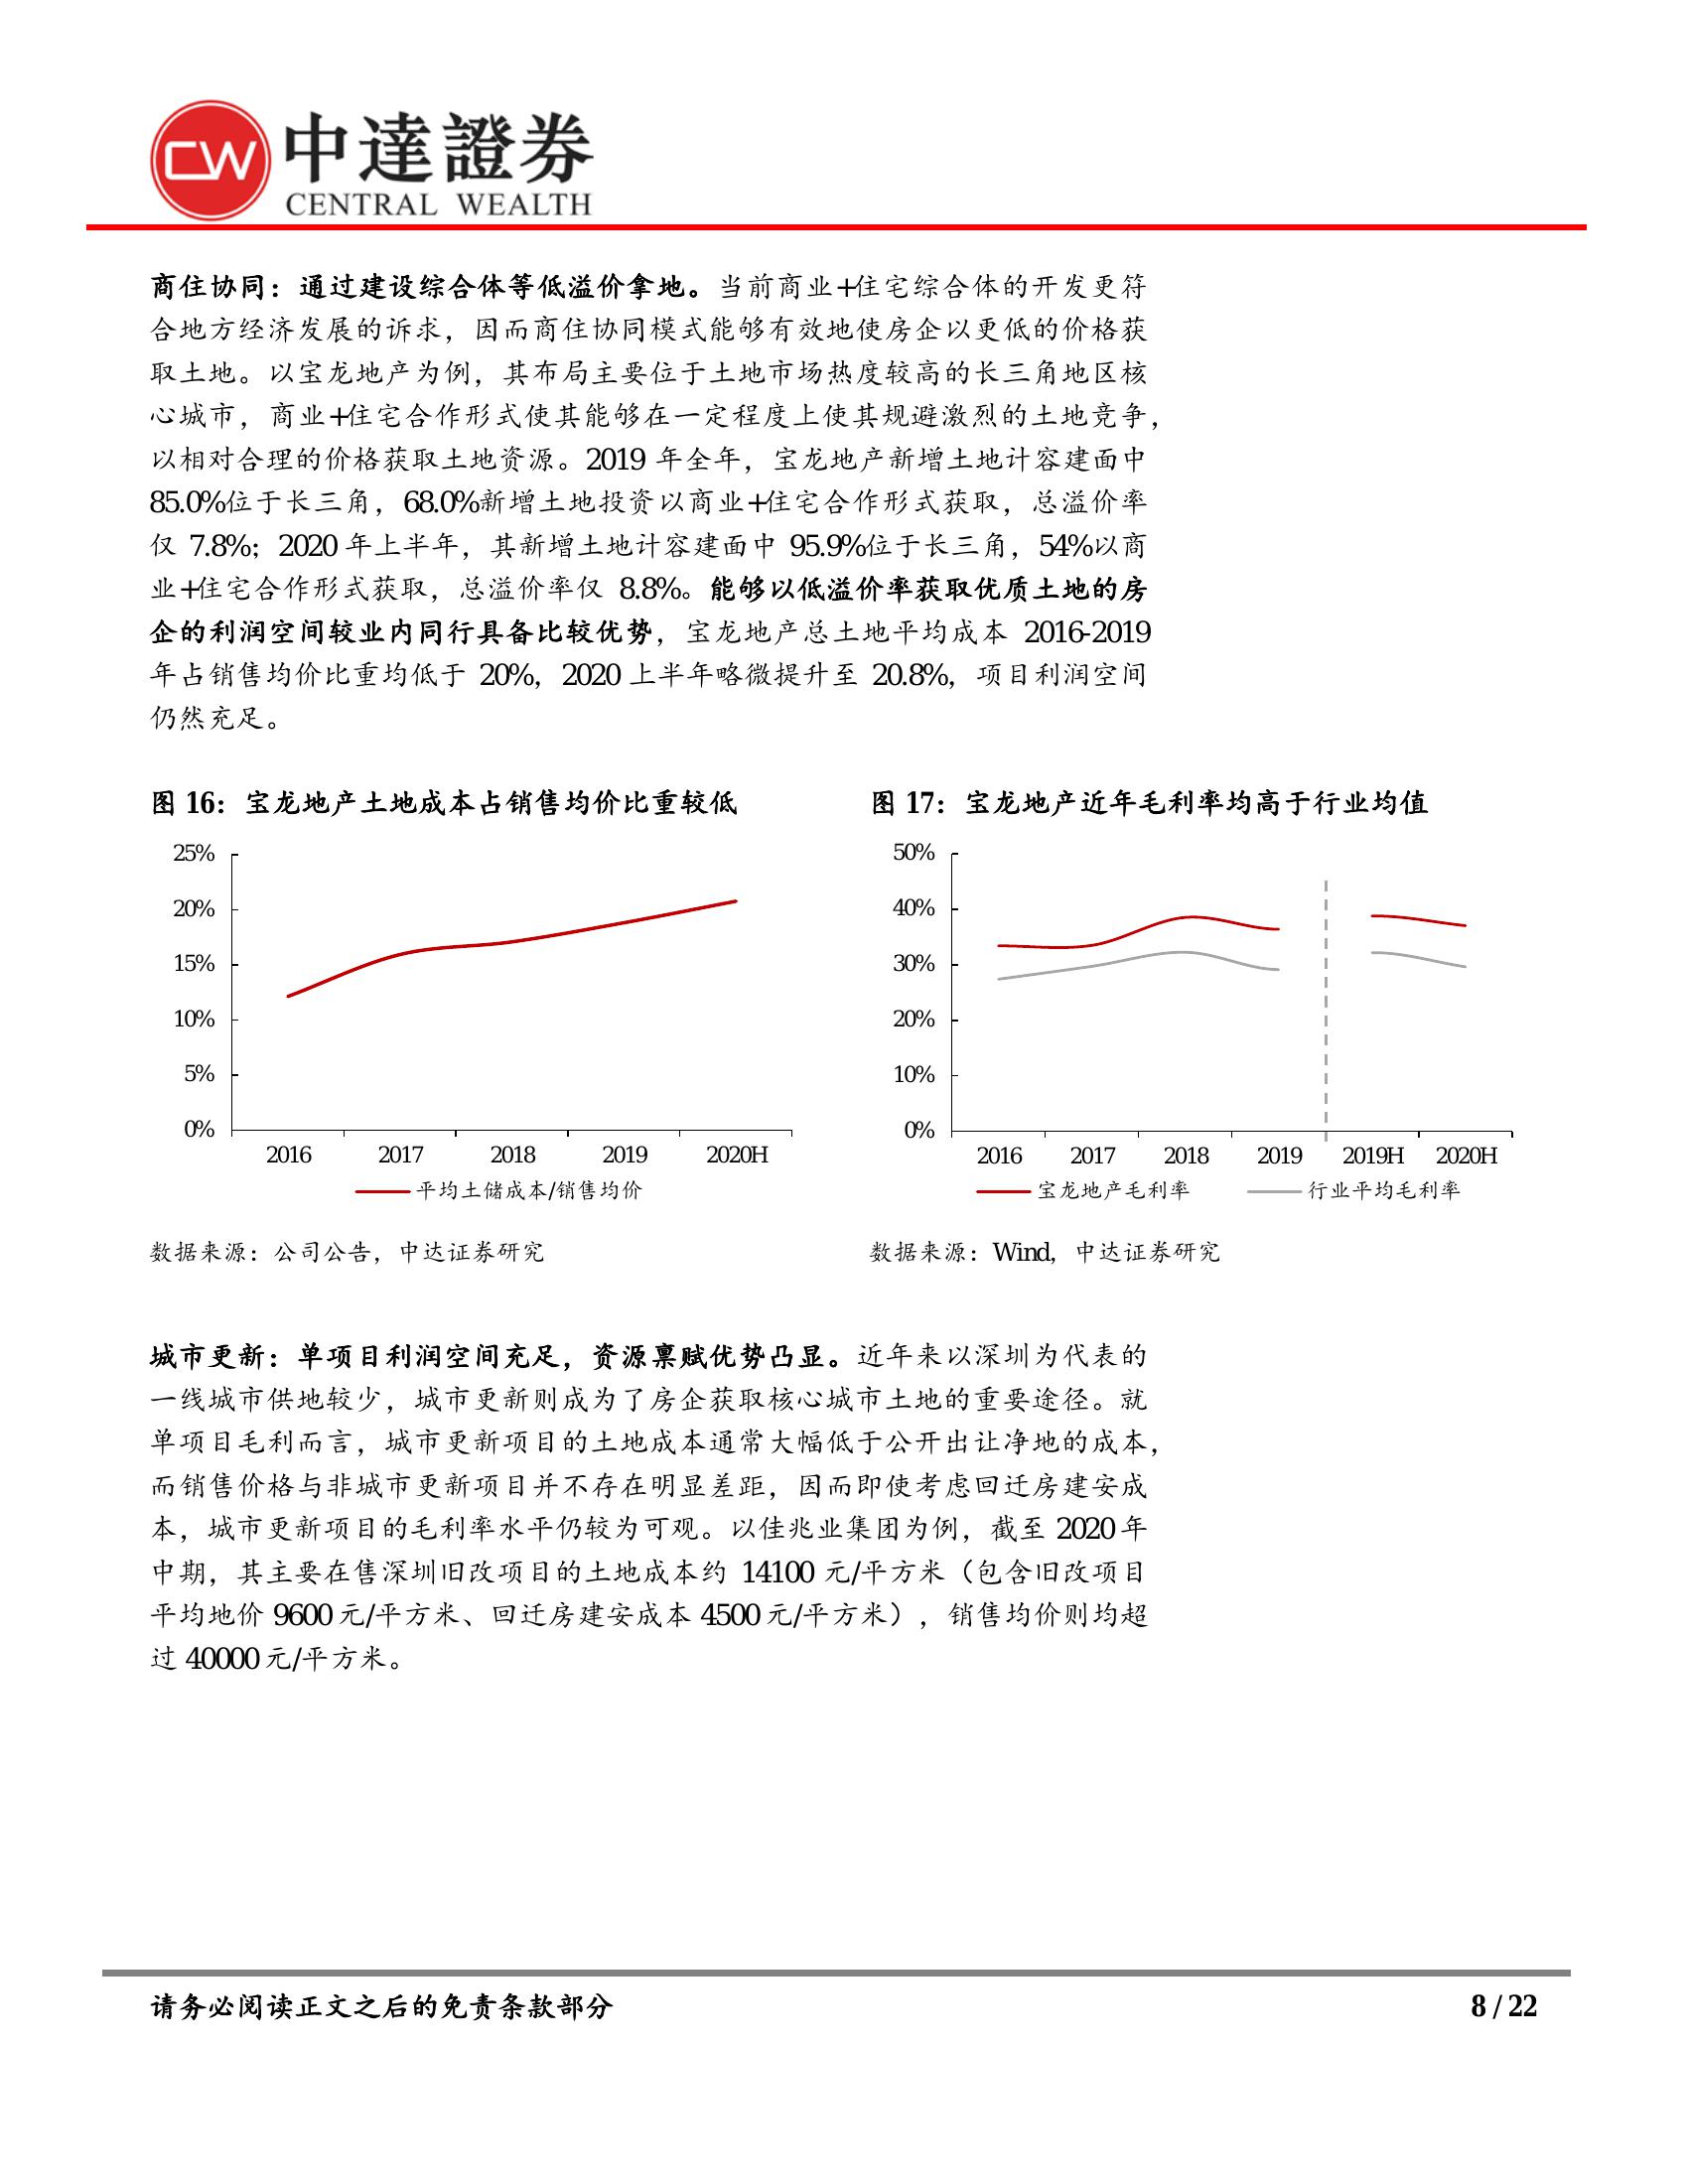 CW 中達證券
CENTRAL WEALTH
商住协同：通过建设综合体等低溢价拿地。当前商业+住宅综合体的开发更符
合地方经济发展的诉求，因而商住协同模式能够有效地使房企以更低的价格获
取土地。以宝龙地产为例，其布局主要位于土地市场热度较高的长三角地区核
心城市，商业+住宅合作形式使其能够在一定程度上使其规避激烈的土地竞争，
以相对合理的价格获取土地资源。2019 年全年，宝龙地产新增土地计容建面中
85.0%位于长三角，68.0%新增土地投资以商业+住宅合作形式获取，总溢价率
仅 7.8%；2020 年上半年，其新增土地计容建面中 95.9%位于长三角，54%以商
业+住宅合作形式获取，总溢价率仅 8.8%。能够以低溢价率获取优质土地的房
企的利润空间较业内同行具备比较优势，宝龙地产总土地平均成本 2016-2019
年占销售均价比重均低于 20%，2020 上半年略微提升至 20.8%，项目利润空间
仍然充足。
图 16：宝龙地产土地成本占销售均价比重较低
25%
20%
15%
10%
5%
0%
2016 2017 2018 2019 2020H
平均土储成本/销售均价
数据来源：公司公告，中达证券研究
图 17：宝龙地产近年毛利率均高于行业均值
50%
40%
30%
20%
10%
0%
2016 2017 2018 2019 2019H 2020H
宝龙地产毛利率 行业平均毛利率
数据来源：Wind，中达证券研究
城市更新：单项目利润空间充足，资源禀赋优势凸显。近年来以深圳为代表的
一线城市供地较少，城市更新则成为了房企获取核心城市土地的重要途径。就
单项目毛利而言，城市更新项目的土地成本通常大幅低于公开出让净地的成本，
而销售价格与非城市更新项目并不存在明显差距，因而即使考虑回迁房建安成
本，城市更新项目的毛利率水平仍较为可观。以佳兆业集团为例，截至 2020 年
中期，其主要在售深圳旧改项目的土地成本约 14100 元/平方米（包含旧改项目
平均地价 9600 元/平方米、回迁房建安成本 4500 元/平方米），销售均价则均超
过 40000 元/平方米。
请务必阅读正文之后的免责条款部分
8 / 22